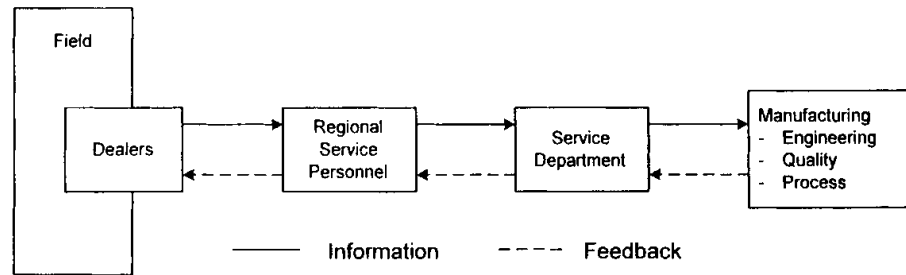 Field
Dealers
Regional
Service
Personnel
Service
Department
Manufacturing
- Engineering
- Quality
- Process
Information
Feedback